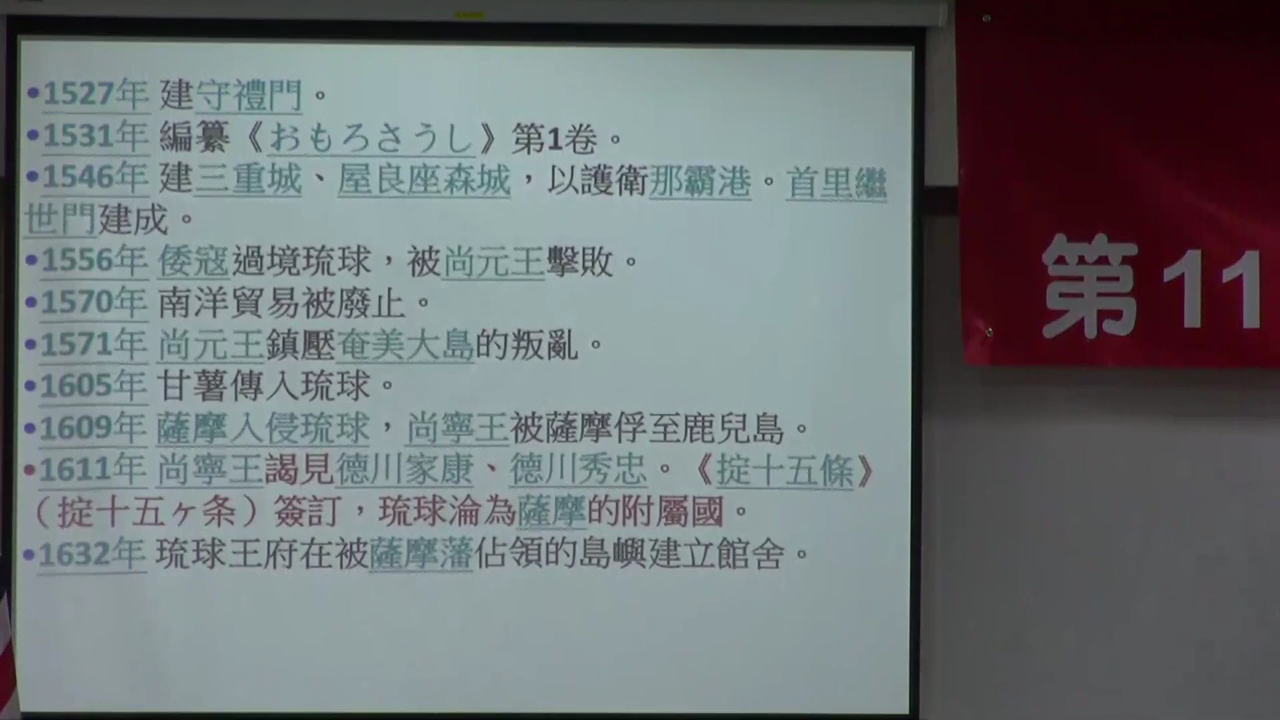 •1527年 建守禮門。
•1531年 編纂《おもろさうし》第1卷。
•1546年 建三重城、屋良座森城，以護衛那霸港。首里繼
世門建成。
•1556年 倭寇過境琉球，被尚元王擊敗。
•1570年 南洋貿易被廢止。
•1571年 尚元王鎮壓奄美大島的叛亂。
•1605年 甘薯傳入琉球。
•1609年 薩摩入侵琉球，尚寧王被薩摩俘至鹿兒島。
•1611年 尚寧王謁見德川家康、德川秀忠。《掟十五條》
（掟十五ヶ条）簽訂，琉球淪為薩摩的附屬國。
•1632年 琉球王府在被薩摩藩佔領的島嶼建立館舍。
第11